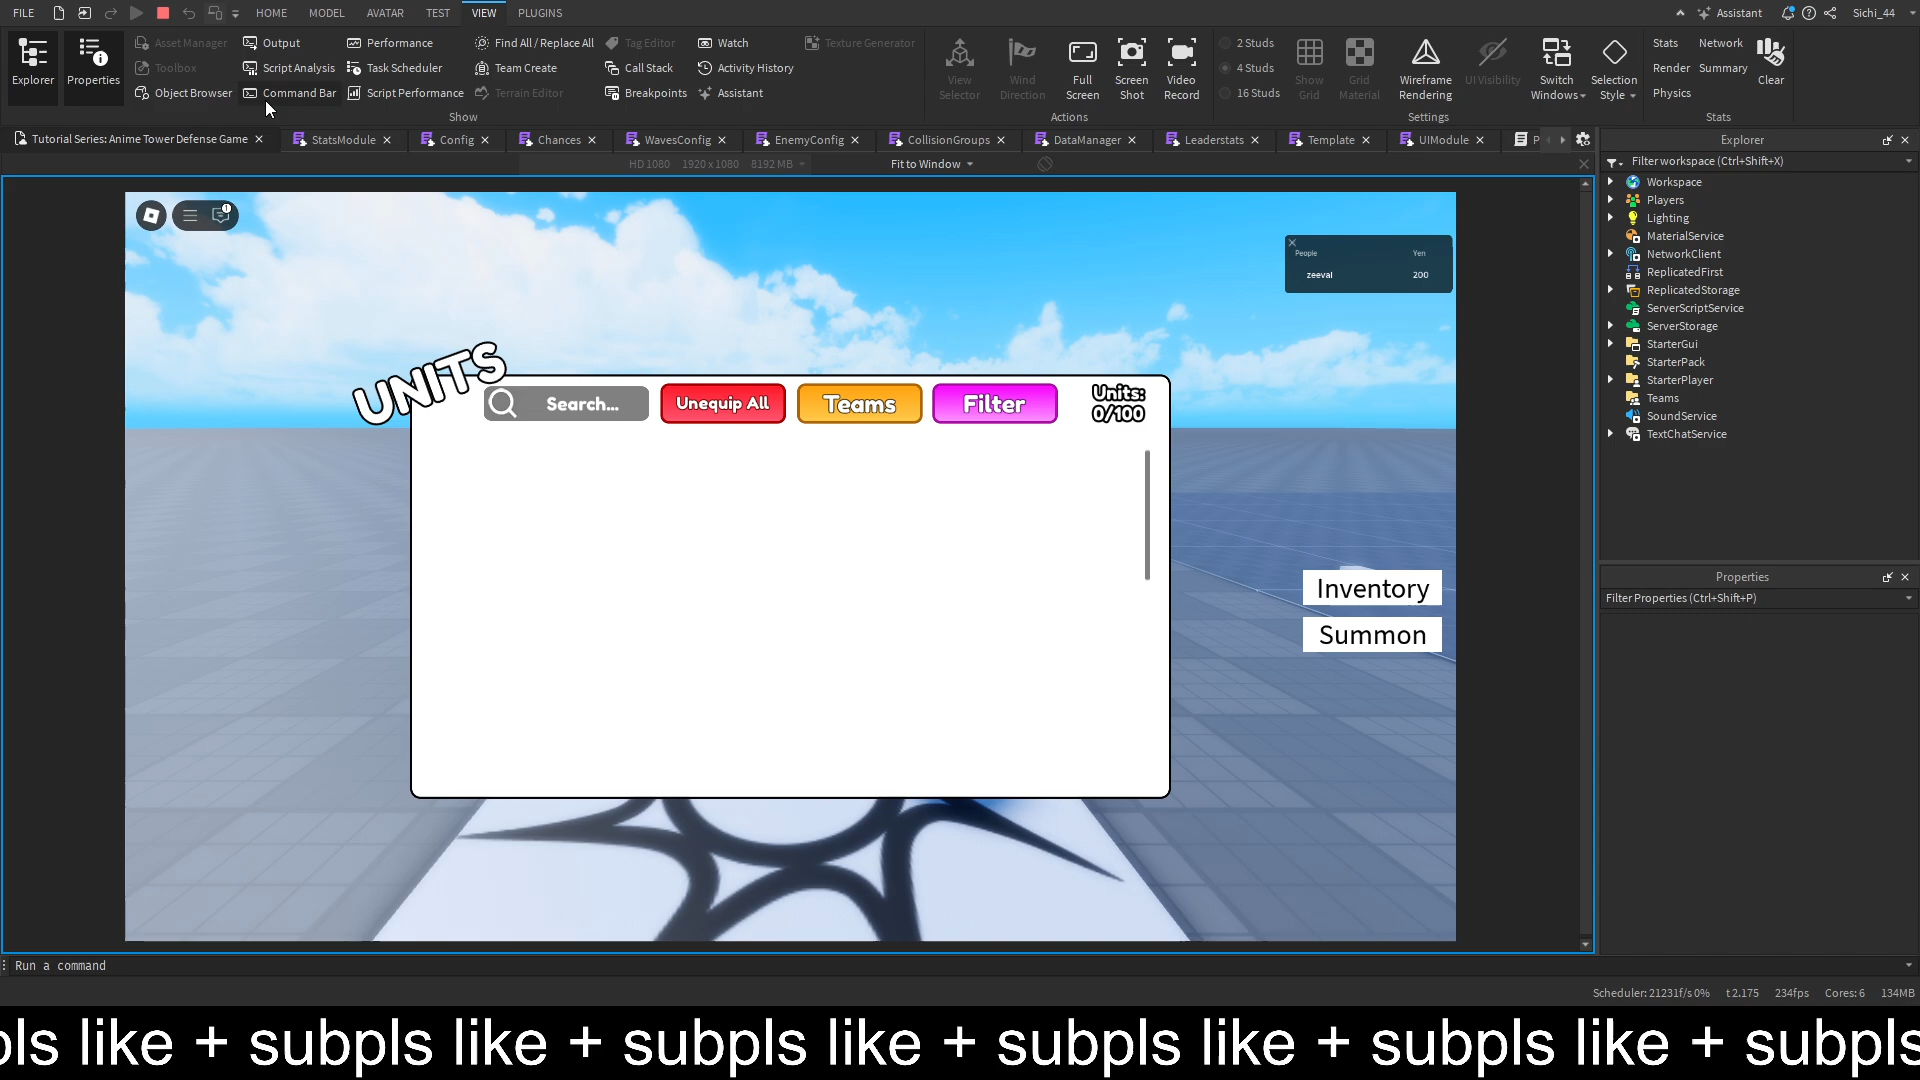 FILE HOME MODEL AVATAR TEST VIEW PLUGINS Assistant Sichi_44
Explorer
Properties
Asset Manager Output Performance Find All / Replace All Tag Editor Watch Texture Generator
Toolbox Script Analysis Task Scheduler Team Create Call Stack Activity History
Object Browser Command Bar Script Performance Terrain Editor Breakpoints Assistant
Show
View Selector
Wind Direction
Full Screen
Screen Shot
Video Record
Actions
2 Studs
4 Studs
16 Studs
Show Grid
Grid Material
Wireframe Rendering
UI Visibility
Switch Windows
Selection Style
Settings
Stats Network
Render Summary
Physics
Clear
Stats
Tutorial Series: Anime Tower Defense Game StatsModule Config Chances WavesConfig EnemyConfig CollisionGroups DataManager Leaderstats Template UIModule P
HD 1080 1920 x 1080 8192 MB Fit to Window
1
People Yen
zeeval 200
UNITS
Search... Unequip All Teams Filter
Units:
0/100
Inventory
Summon
Explorer
Filter workspace (Ctrl+Shift+X)
Workspace
Players
Lighting
MaterialService
NetworkClient
ReplicatedFirst
ReplicatedStorage
ServerScriptService
ServerStorage
StarterGui
StarterPack
StarterPlayer
Teams
SoundService
TextChatService
Properties
Filter Properties (Ctrl+Shift+P)
Run a command
Scheduler: 21231f/s 0% t 2.175 234fps Cores: 6 134MB
pls like + subpls like + subpls like + subpls like + subpls like + subpls